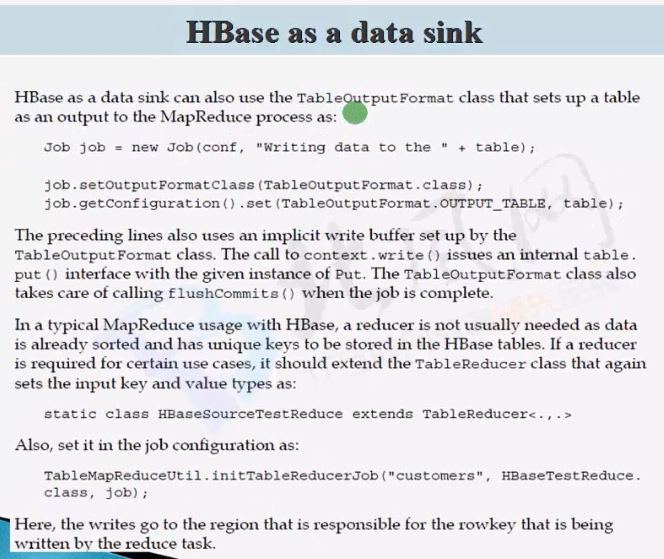 HBase as a data sink
HBase as a data sink can also use the TableOutputFormat class that sets up a table
as an output to the MapReduce process as:
Job job = new Job(conf, "Writing data to the " + table);
job.setOutputFormatClass(TableOutputFormat.class);
job.getConfiguration().set(TableOutputFormat.OUTPUT_TABLE, table);
The preceding lines also uses an implicit write buffer set up by the
TableOutputFormat class. The call to context.write() issues an internal table.
put() interface with the given instance of Put. The TableOutputFormat class also
takes care of calling flushCommits() when the job is complete.
In a typical MapReduce usage with HBase, a reducer is not usually needed as data
is already sorted and has unique keys to be stored in the HBase tables. If a reducer
is required for certain use cases, it should extend the TableReducer class that again
sets the input key and value types as:
static class HBaseSourceTestReduce extends TableReducer<.,.>
Also, set it in the job configuration as:
TableMapReduceUtil.initTableReducerJob("customers", HBaseTestReduce.
class, job);
Here, the writes go to the region that is responsible for the rowkey that is being
written by the reduce task.